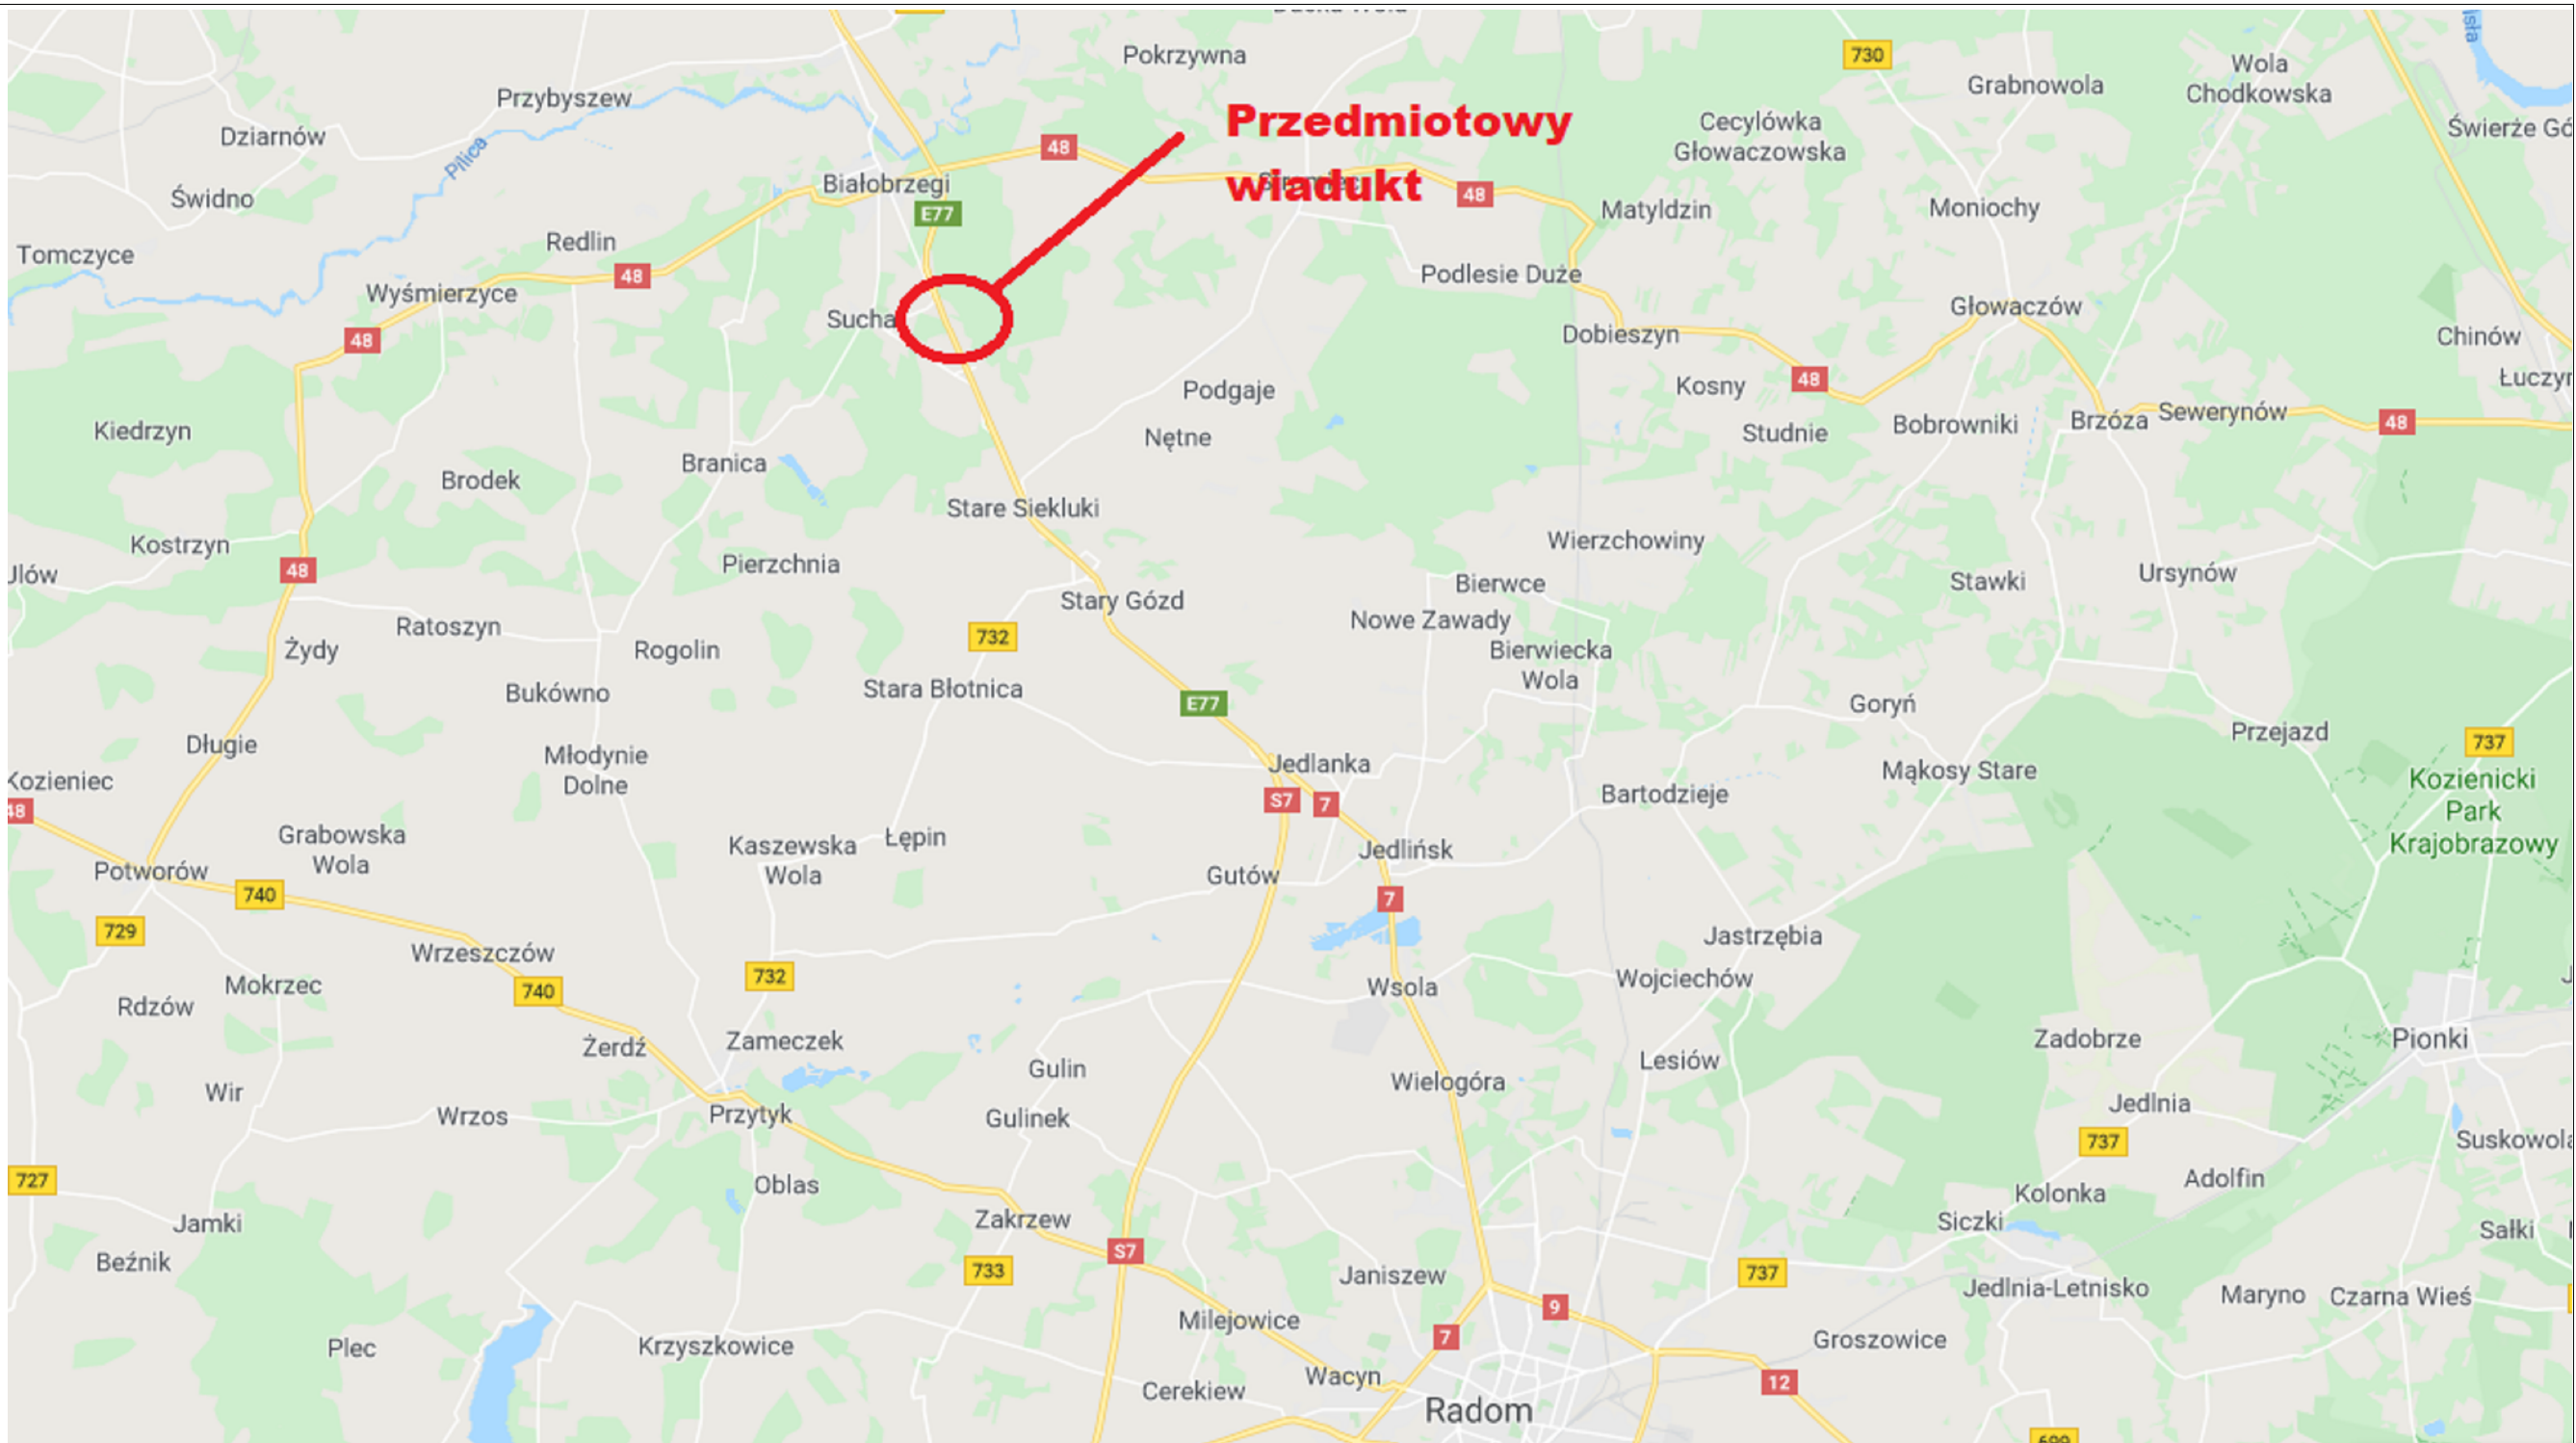 Pokrzywna
730
Wola
Chodkowska
Grabnowola
Przybyszew
Przedmiotowy
wiadukt
Cecylówka
Głowaczowska
Świerże Gó
Dziarnów
Pilica
48
Białobrzegi
48
Świdno
E77
Matyldzin
Moniochy
Redlin
Tomczyce
48
Podlesie Duże
Wyśmierzyce
Głowaczów
Sucha
48
Dobieszyn
Chinów
Podgaje
Kosny
48
Łuczyn
Kiedrzyn
Nętne
Studnie
Bobrowniki
Brzóza
Sewerynów
48
Branica
Brodek
Stare Siekluki
Kostrzyn
Wierzchowiny
48
Pierzchnia
Bierwce
Stawki
Ursynów
Stary Gózd
Nowe Zawady
Ratoszyn
732
Żydy
Rogolin
Bierwiecka
Wola
Bukówno
Stara Błotnica
E77
Goryń
Przejazd
737
Długie
Młodynie
Dolne
Jedlanka
Mąkosy Stare
Kozieniec
S7
7
Bartodzieje
Kozienicki
Park
Krajobrazowy
48
Grabowska
Wola
Kaszewska
Wola
Łępin
Jedlińsk
Potworów
740
Gutów
7
729
Wrzeszczów
Jastrzębia
Mokrzec
732
Wsola
Wojciechów
Rdzów
740
Żerdź
Zameczek
Gulin
Lesiów
Zadobrze
Pionki
Wir
Wielogóra
Wrzos
Przytyk
Gulinek
Jedlnia
737
Suskowola
727
Oblas
Adolfin
Jamki
Zakrzew
Kolonka
Siczki
Sałki
Beźnik
S7
733
Janiszew
737
Jedlnia-Letnisko
Maryno
Czarna Wieś
9
Plec
Krzyszkowice
Milejowice
7
Groszowice
Wacyn
12
Cerekiew
Radom